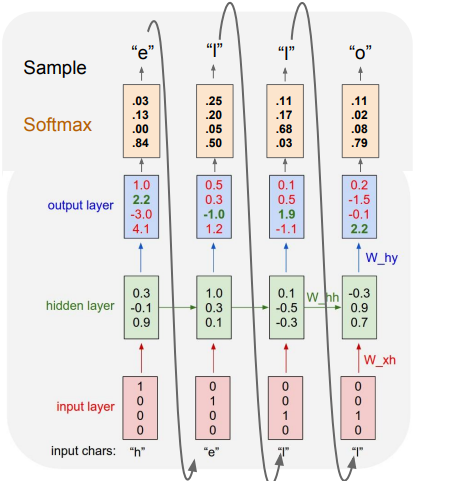 Sample “e” “l” “l” “o”
Softmax
.03 .25 .11 .11
.13 .20 .17 .02
.00 .05 .68 .08
.84 .50 .03 .79
output layer
1.0 0.5 0.1 0.2
2.2 0.3 0.5 -1.5
-3.0 -1.0 1.9 -0.1
4.1 1.2 -1.1 2.2
W_hy
hidden layer
0.3 1.0 0.1 -0.3
-0.1 0.3 -0.5 0.9
0.9 0.1 -0.3 0.7
W_hh
W_xh
input layer
1 0 0 0
0 1 0 0
0 0 1 1
0 0 0 0
input chars: “h” “e” “l” “l”